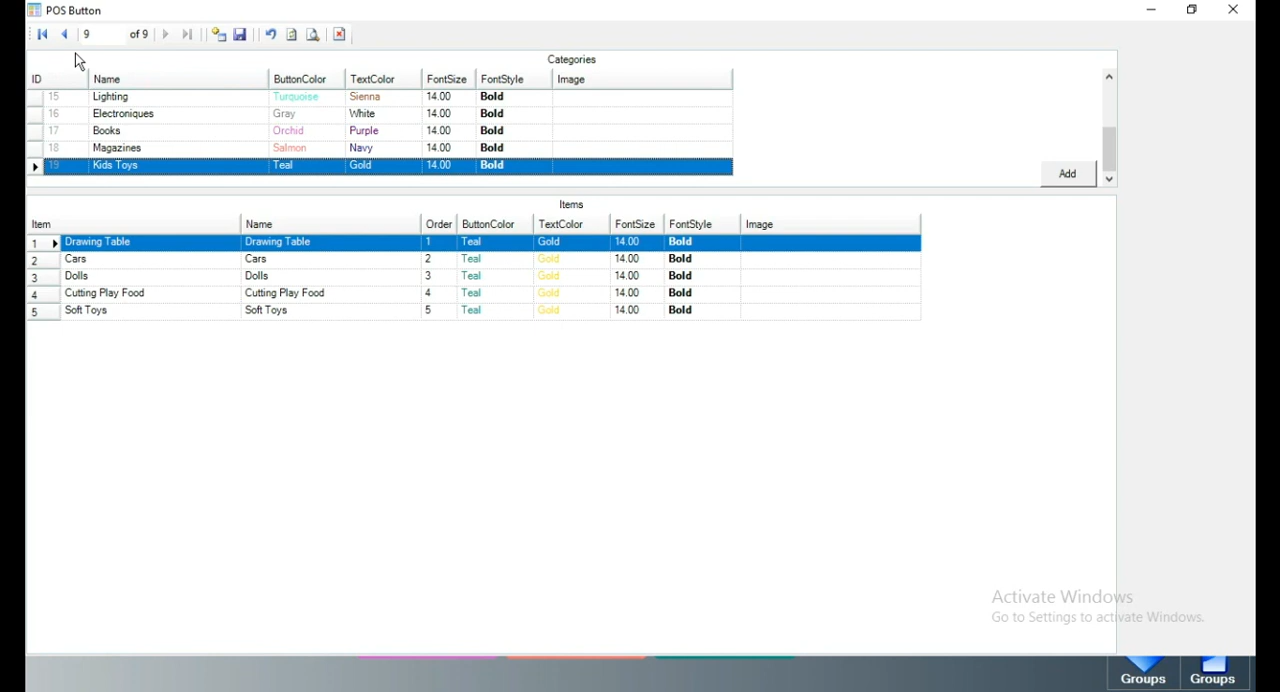 POS Button
9 of 9
Categories
ID Name ButtonColor TextColor FontSize FontStyle Image
15 Lighting Turquoise Sienna 14.00 Bold
16 Electroniques Gray White 14.00 Bold
17 Books Orchid Purple 14.00 Bold
18 Magazines Salmon Navy 14.00 Bold
19 Kids Toys Teal Gold 14.00 Bold
Add
Items
Item Name Order ButtonColor TextColor FontSize FontStyle Image
1 Drawing Table Drawing Table 1 Teal Gold 14.00 Bold
2 Cars Cars 2 Teal Gold 14.00 Bold
3 Dolls Dolls 3 Teal Gold 14.00 Bold
4 Cutting Play Food Cutting Play Food 4 Teal Gold 14.00 Bold
5 Soft Toys Soft Toys 5 Teal Gold 14.00 Bold
Activate Windows
Go to Settings to activate Windows.
Groups Groups